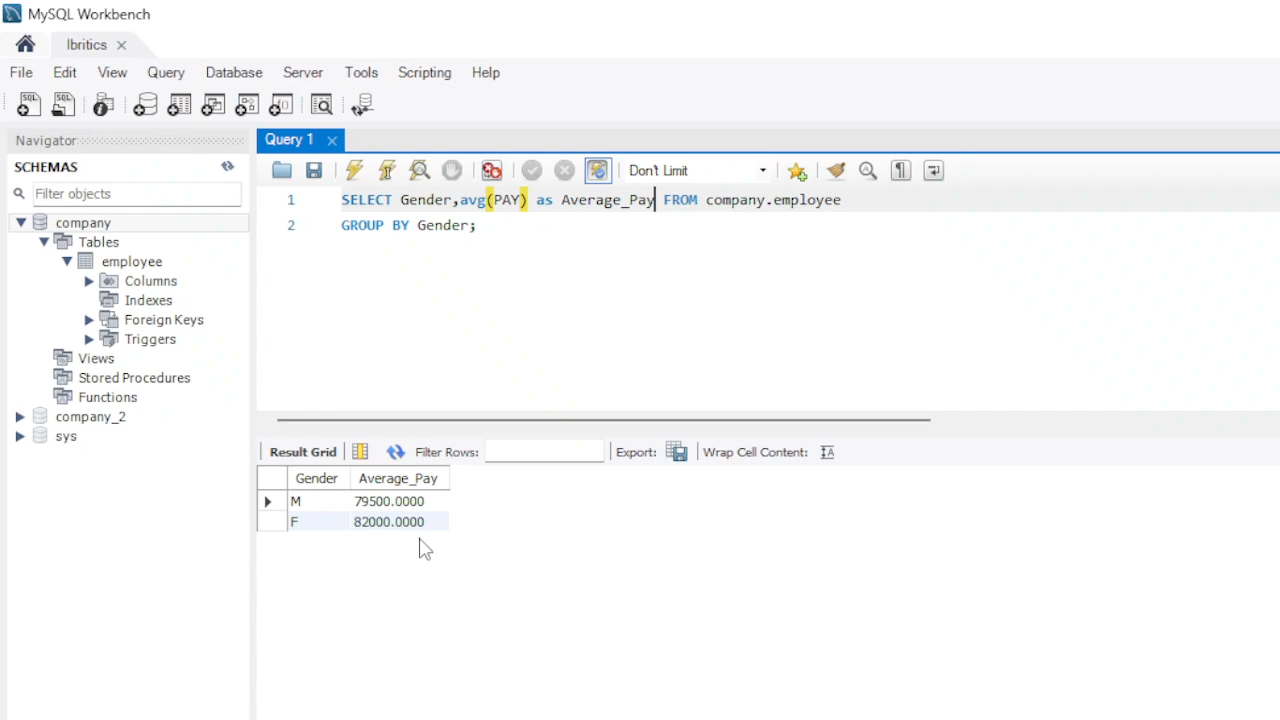 MySQL Workbench
lbritics
File Edit View Query Database Server Tools Scripting Help
Navigator
Query 1
SCHEMAS
Don't Limit
Filter objects
1 SELECT Gender,avg(PAY) as Average_Pay FROM company.employee
2 GROUP BY Gender;
company
Tables
employee
Columns
Indexes
Foreign Keys
Triggers
Views
Stored Procedures
Functions
company_2
sys
Result Grid Filter Rows: Export: Wrap Cell Content:
Gender Average_Pay
M 79500.0000
F 82000.0000